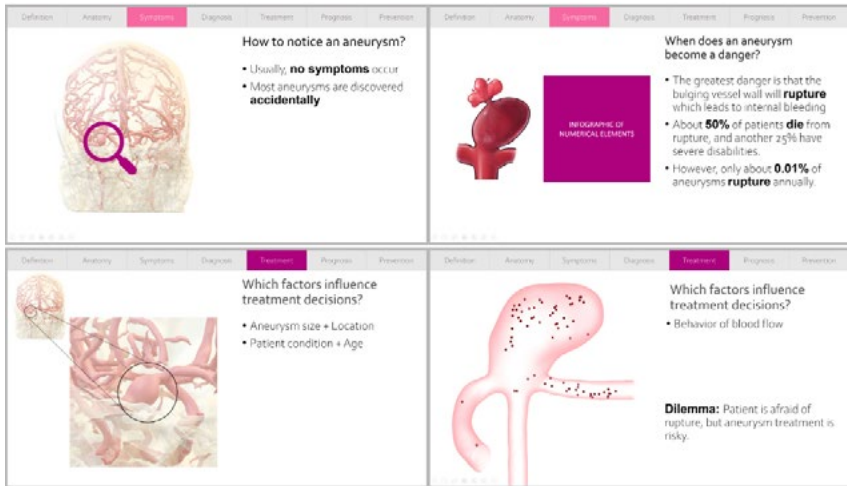 Definition Anatomy Symptoms Diagnosis Treatment Prognosis Prevention
How to notice an aneurysm?
• Usually, no symptoms occur
• Most aneurysms are discovered
accidentally
Definition Anatomy Symptoms Diagnosis Treatment Prognosis Prevention
When does an aneurysm
become a danger?
INFOGRAPHIC OF
NUMERICAL ELEMENTS
• The greatest danger is that the
bulging vessel wall will rupture
which leads to internal bleeding
• About 50% of patients die from
rupture, and another 25% have
severe disabilities.
• However, only about 0.01% of
aneurysms rupture annually.
Definition Anatomy Symptoms Diagnosis Treatment Prognosis Prevention
Which factors influence
treatment decisions?
• Aneurysm size + Location
• Patient condition + Age
Definition Anatomy Symptoms Diagnosis Treatment Prognosis Prevention
Which factors influence
treatment decisions?
• Behavior of blood flow
Dilemma: Patient is afraid of
rupture, but aneurysm treatment is
risky.